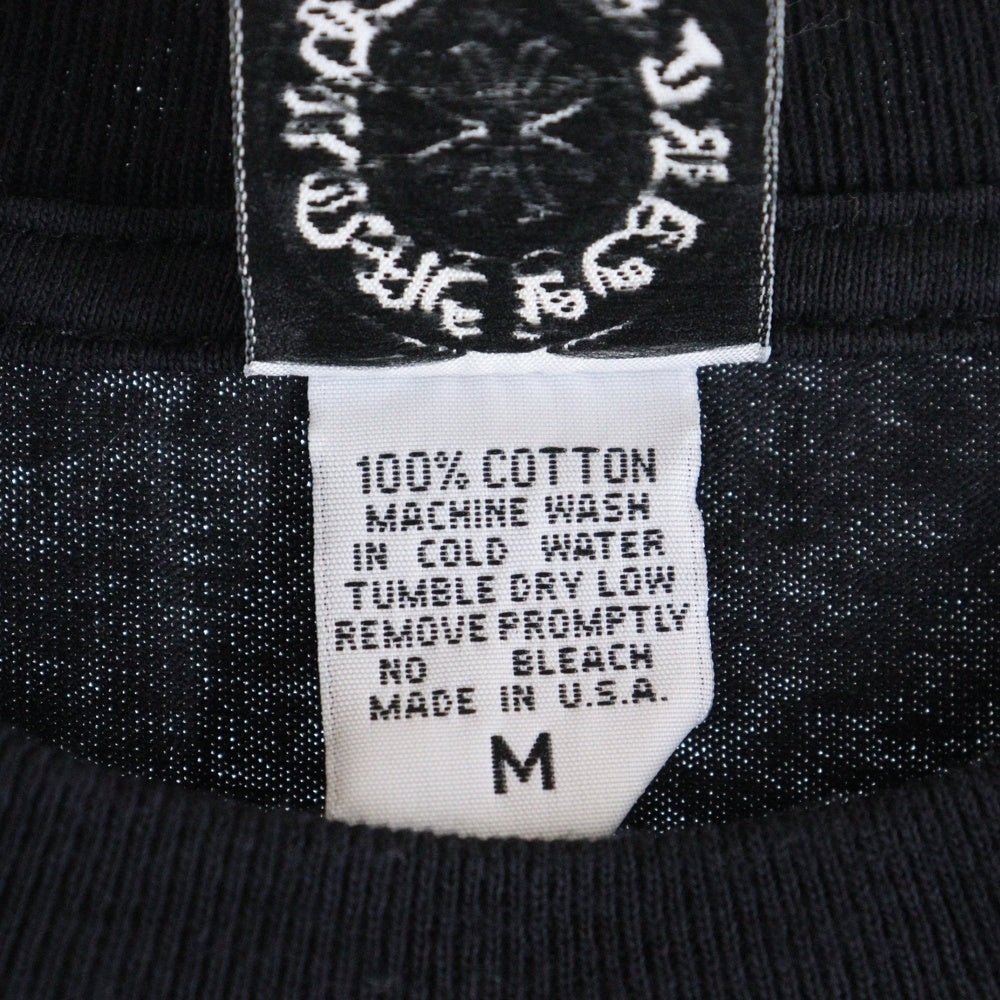 100% COTTON
MACHINE WASH
IN COLD WATER
TUMBLE DRY LOW
REMOVE PROMPTLY
NO BLEACH
MADE IN U.S.A.
M